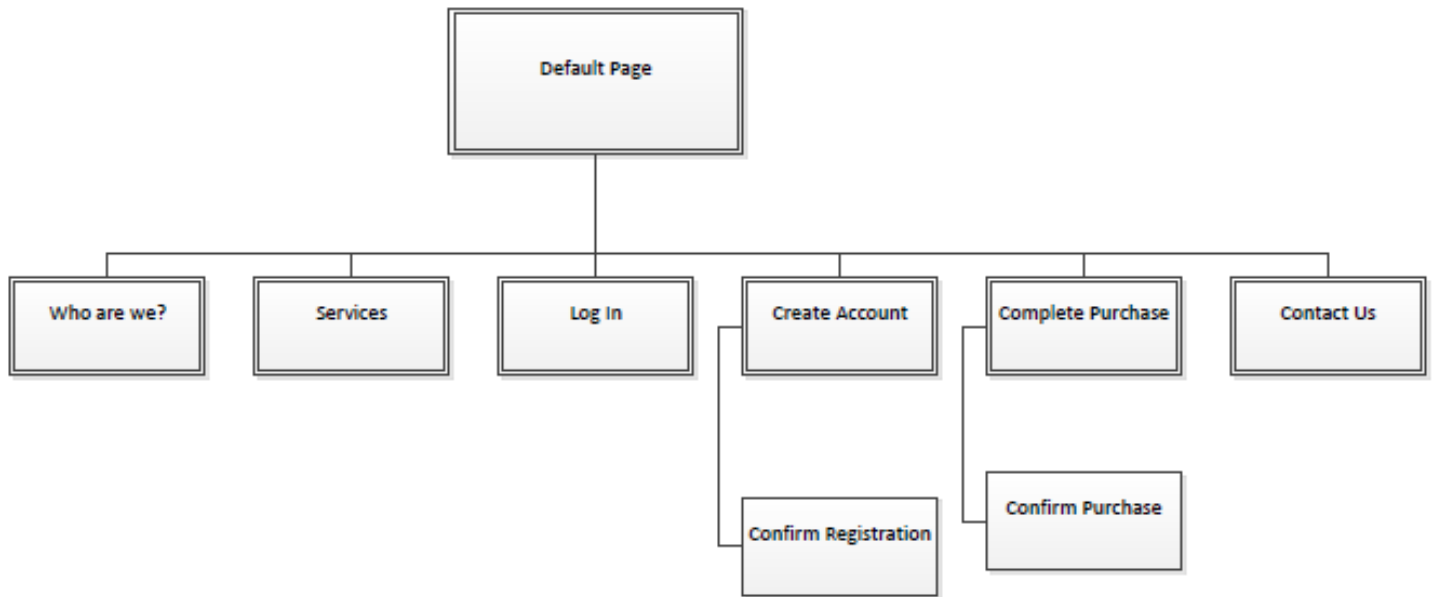 Default Page
Who are we?
Services
Log In
Create Account
Complete Purchase
Contact Us
Confirm Registration
Confirm Purchase